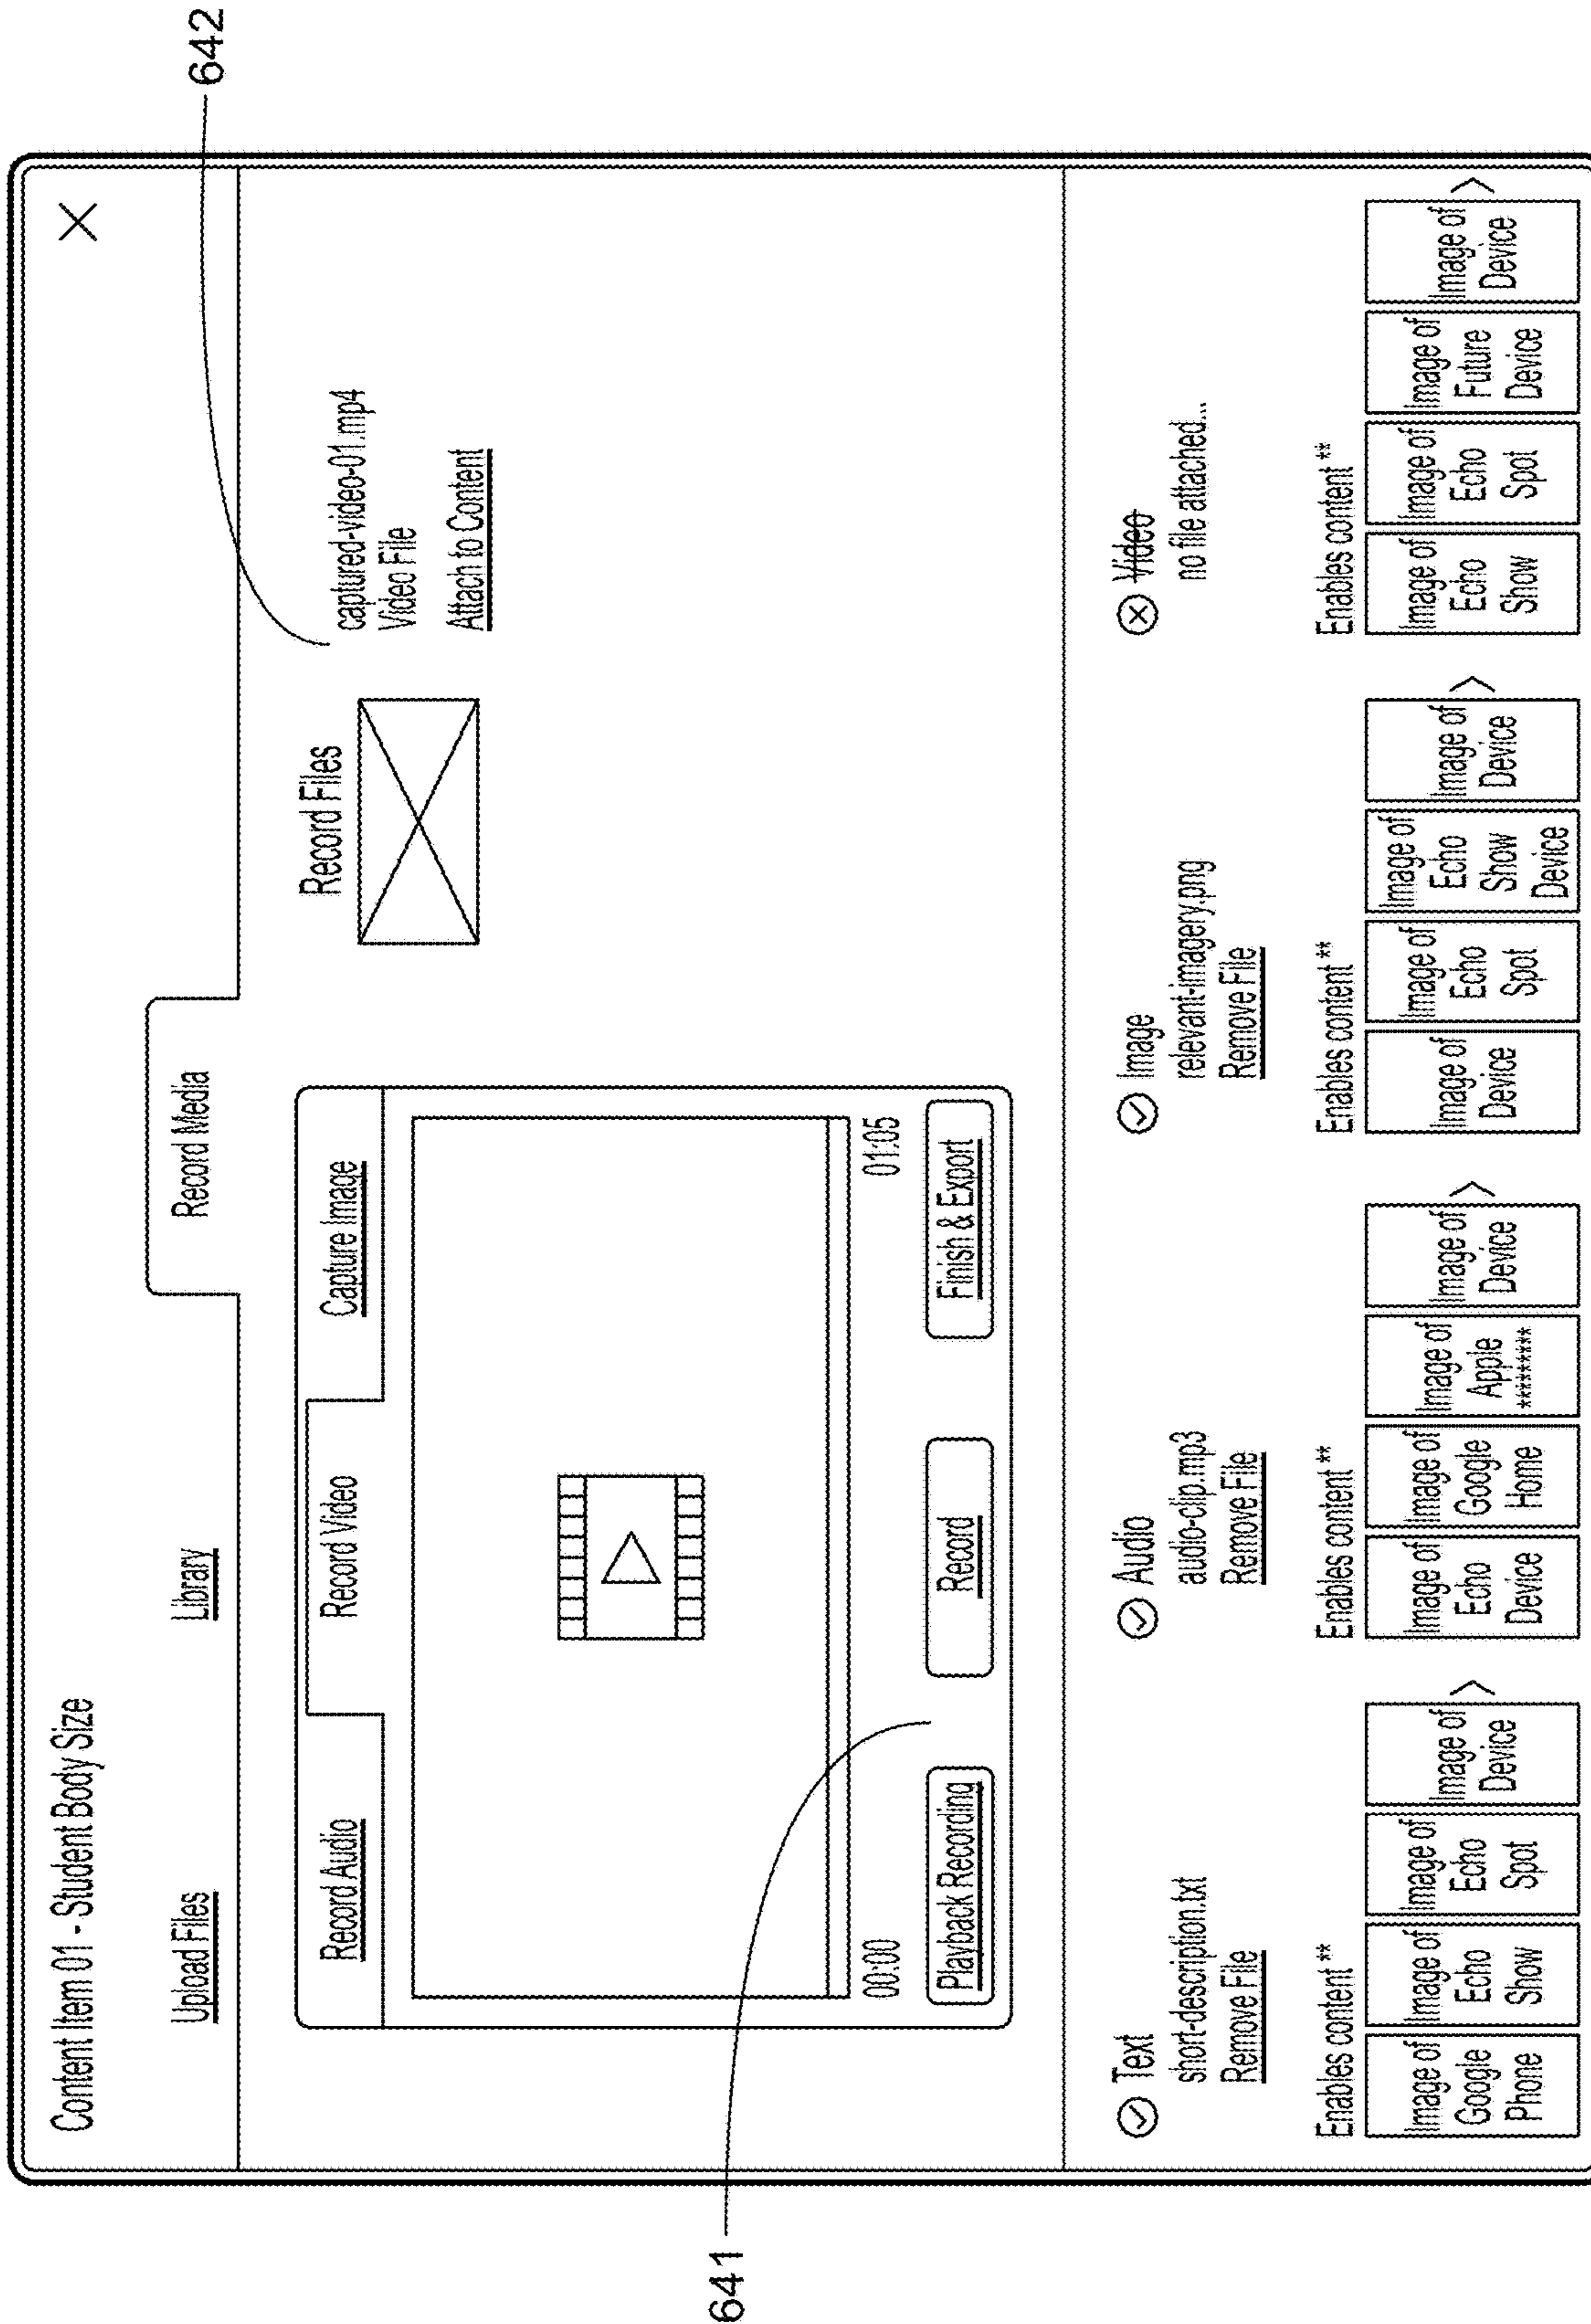 642
Content Item 01 - Student Body Size
Upload Files
Library
Record Media
Record Audio
Record Video
Capture Image
Record Files
captured-video-01.mp4
Video File
Attach to Content
00:00
01:05
Playback Recording
Record
Finish & Export
641
Text
short-description.txt
Remove File
Enables content **
Image of
Google
Phone
Image of
Echo
Show
Image of
Echo
Spot
Image of
Device
Audio
audio-clip.mp3
Remove File
Enables content **
Image of
Echo
Device
Image of
Google
Home
Image of
Apple
********
Image of
Device
Image
relevant-imagery.png
Remove File
Enables content **
Image of
Device
Image of
Echo
Spot
Image of
Echo
Show
Device
Image of
Device
Video
no file attached...
Enables content **
Image of
Echo
Show
Image of
Echo
Spot
Image of
Future
Device
Image of
Device